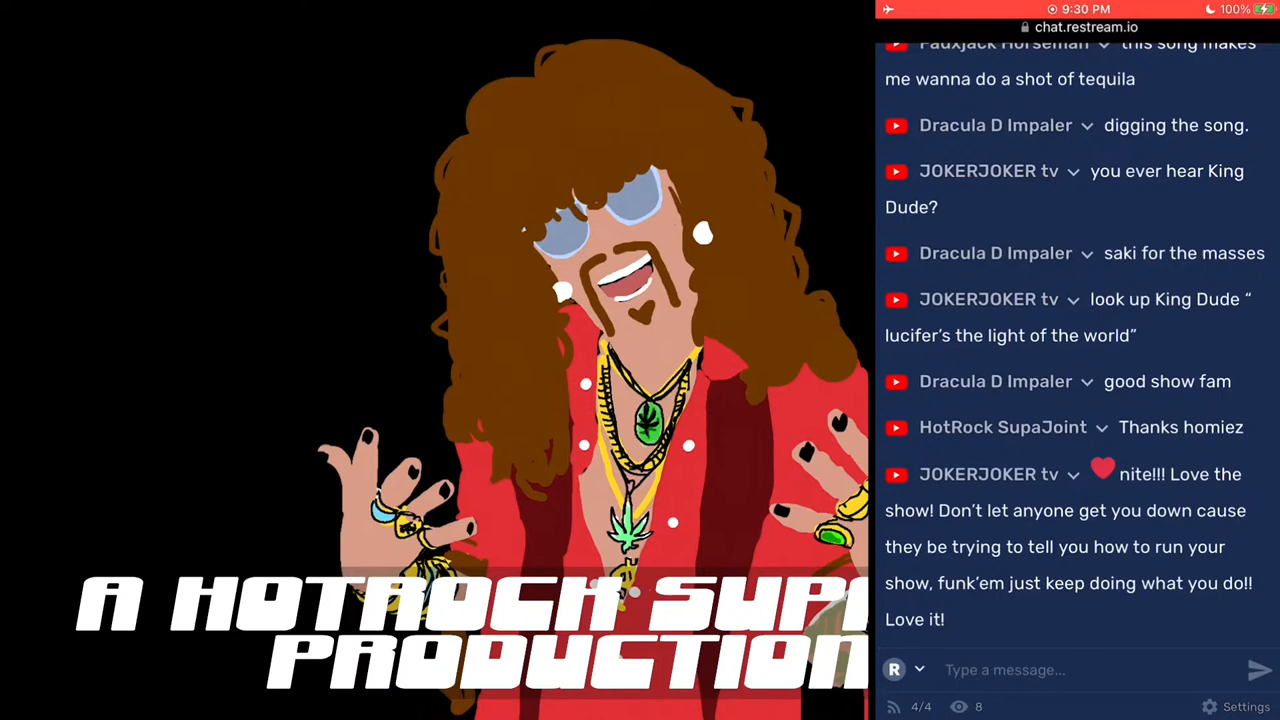 A HOTROCK SUPA
PRODUCTION
9:30 PM
100%
chat.restream.io
Fauxjack Horseman this song makes
me wanna do a shot of tequila
Dracula D Impaler digging the song.
JOKERJOKER tv you ever hear King
Dude?
Dracula D Impaler saki for the masses
JOKERJOKER tv look up King Dude “
lucifer’s the light of the world”
Dracula D Impaler good show fam
HotRock SupaJoint Thanks homiez
JOKERJOKER tv nite!!! Love the
show! Don’t let anyone get you down cause
they be trying to tell you how to run your
show, funk’em just keep doing what you do!!
Love it!
R Type a message...
4/4 8 Settings